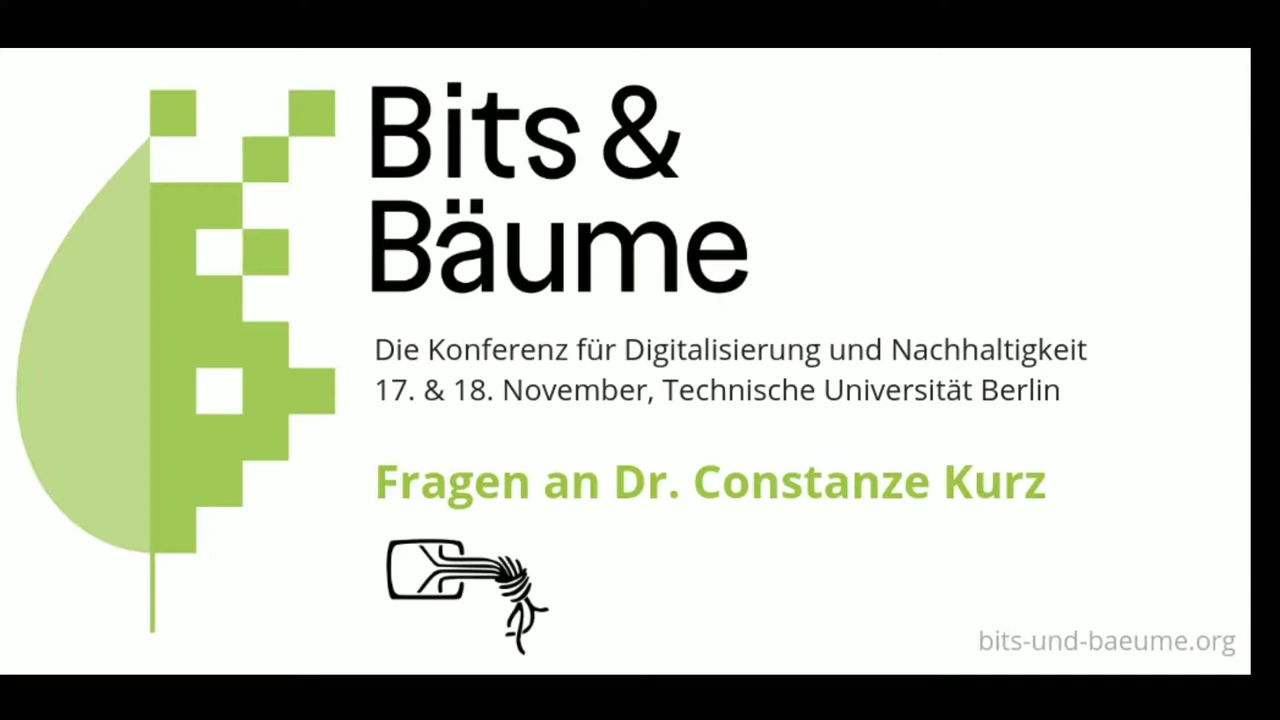 Bits &
Bäume
Die Konferenz für Digitalisierung und Nachhaltigkeit
17. & 18. November, Technische Universität Berlin
Fragen an Dr. Constanze Kurz
bits-und-baeume.org